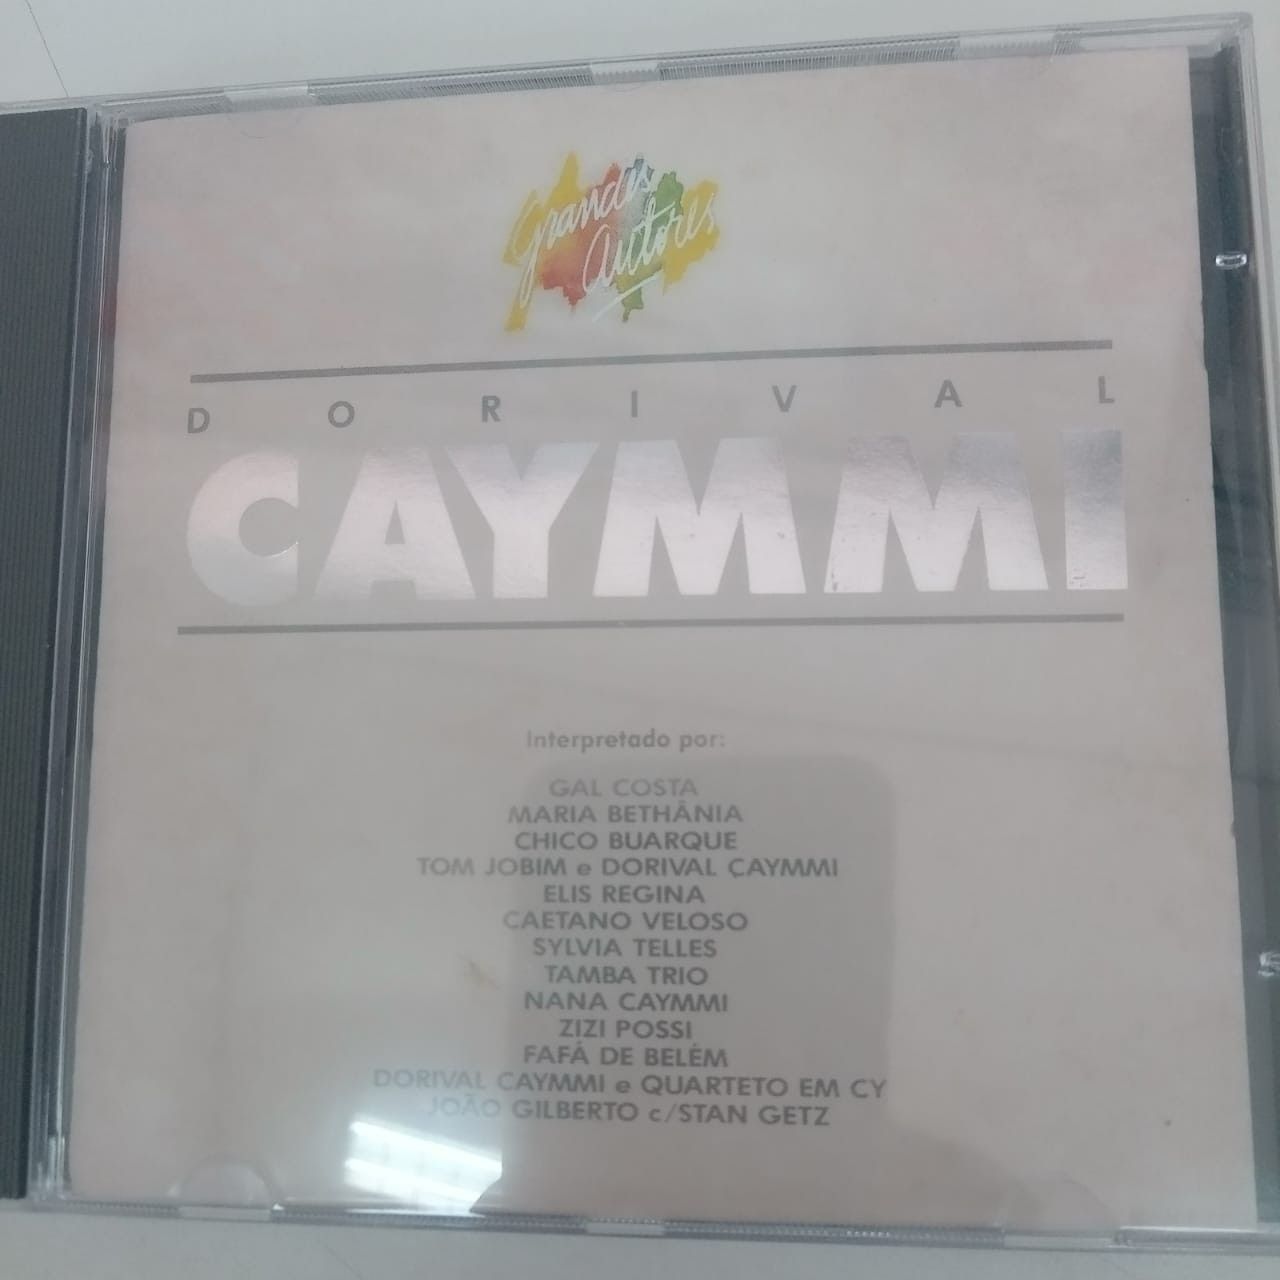 Grandes
autores
DORIVAL
CAYMMI
Interpretado por:
GAL COSTA
MARIA BETHÂNIA
CHICO BUARQUE
TOM JOBIM e DORIVAL CAYMMI
ELIS REGINA
CAETANO VELOSO
SYLVIA TELLES
TAMBA TRIO
NANA CAYMMI
ZIZI POSSI
FAFÁ DE BELÉM
DORIVAL CAYMMI e QUARTETO EM CY
JOÃO GILBERTO c/STAN GETZ